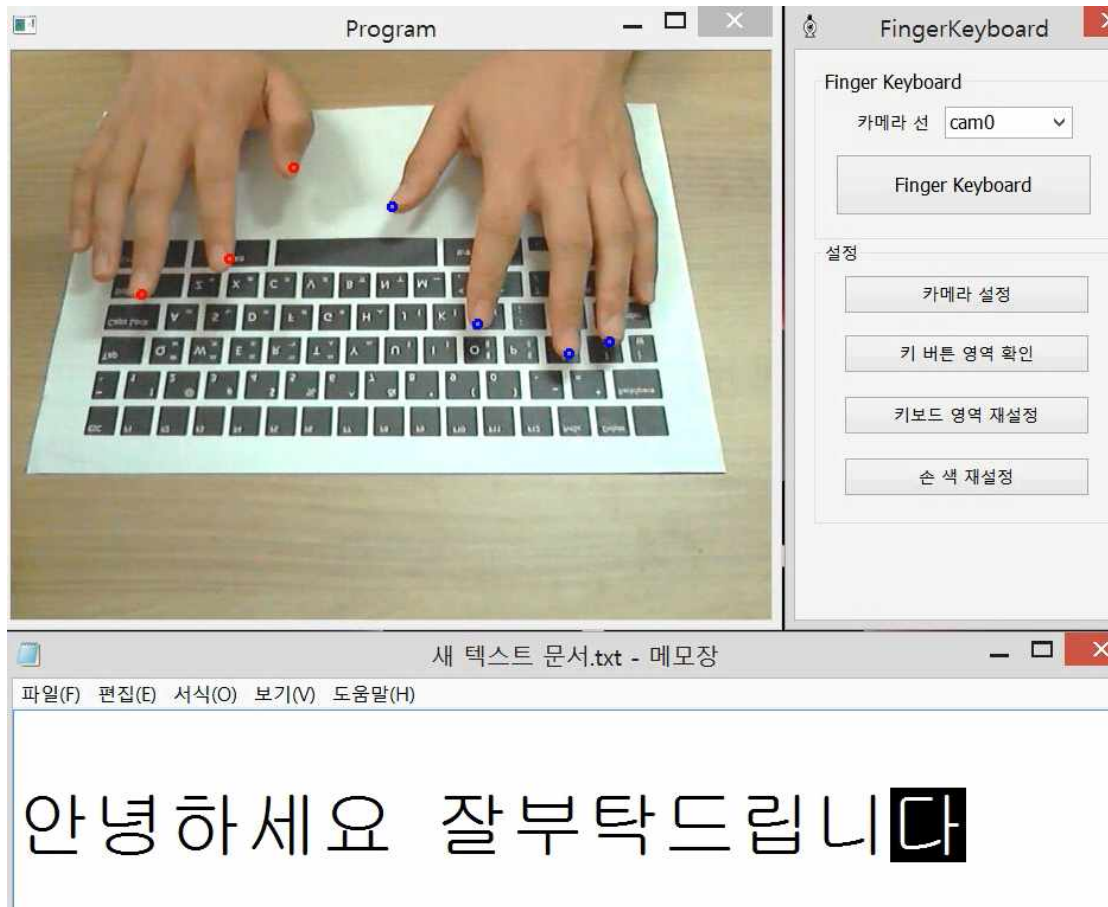 Program
FingerKeyboard
Finger Keyboard
카메라 선
cam0
Finger Keyboard
설정
카메라 설정
키 버튼 영역 확인
키보드 영역 재설정
손 색 재설정
새 텍스트 문서.txt - 메모장
파일(F) 편집(E) 서식(O) 보기(V) 도움말(H)
안녕하세요 잘부탁드립니다